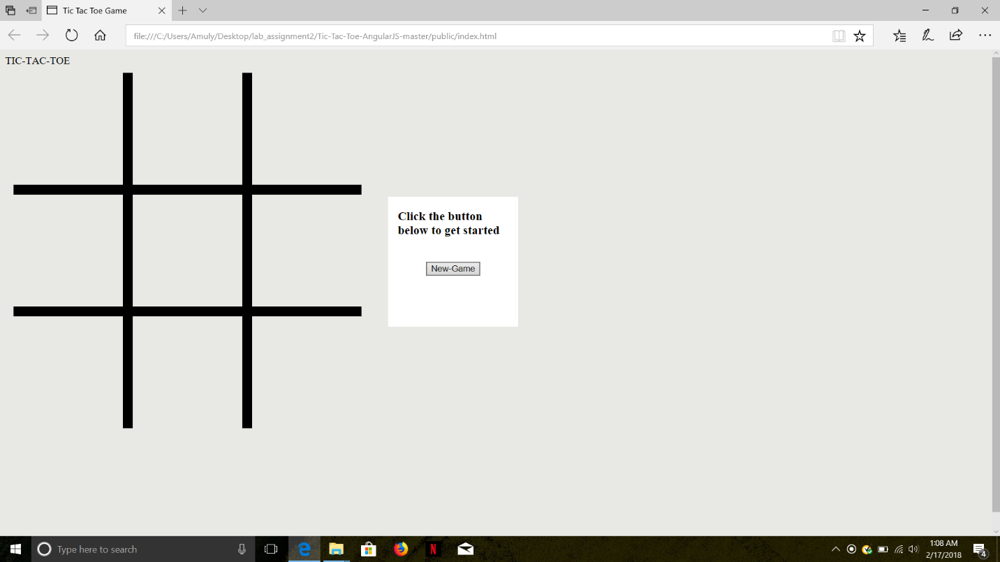 Tic Tac Toe Game
file:///C:/Users/Amuly/Desktop/lab_assignment2/Tic-Tac-Toe-AngularJS-master/public/index.html
TIC-TAC-TOE
Click the button
below to get started
New-Game
Type here to search
N
1:08 AM
2/17/2018
4